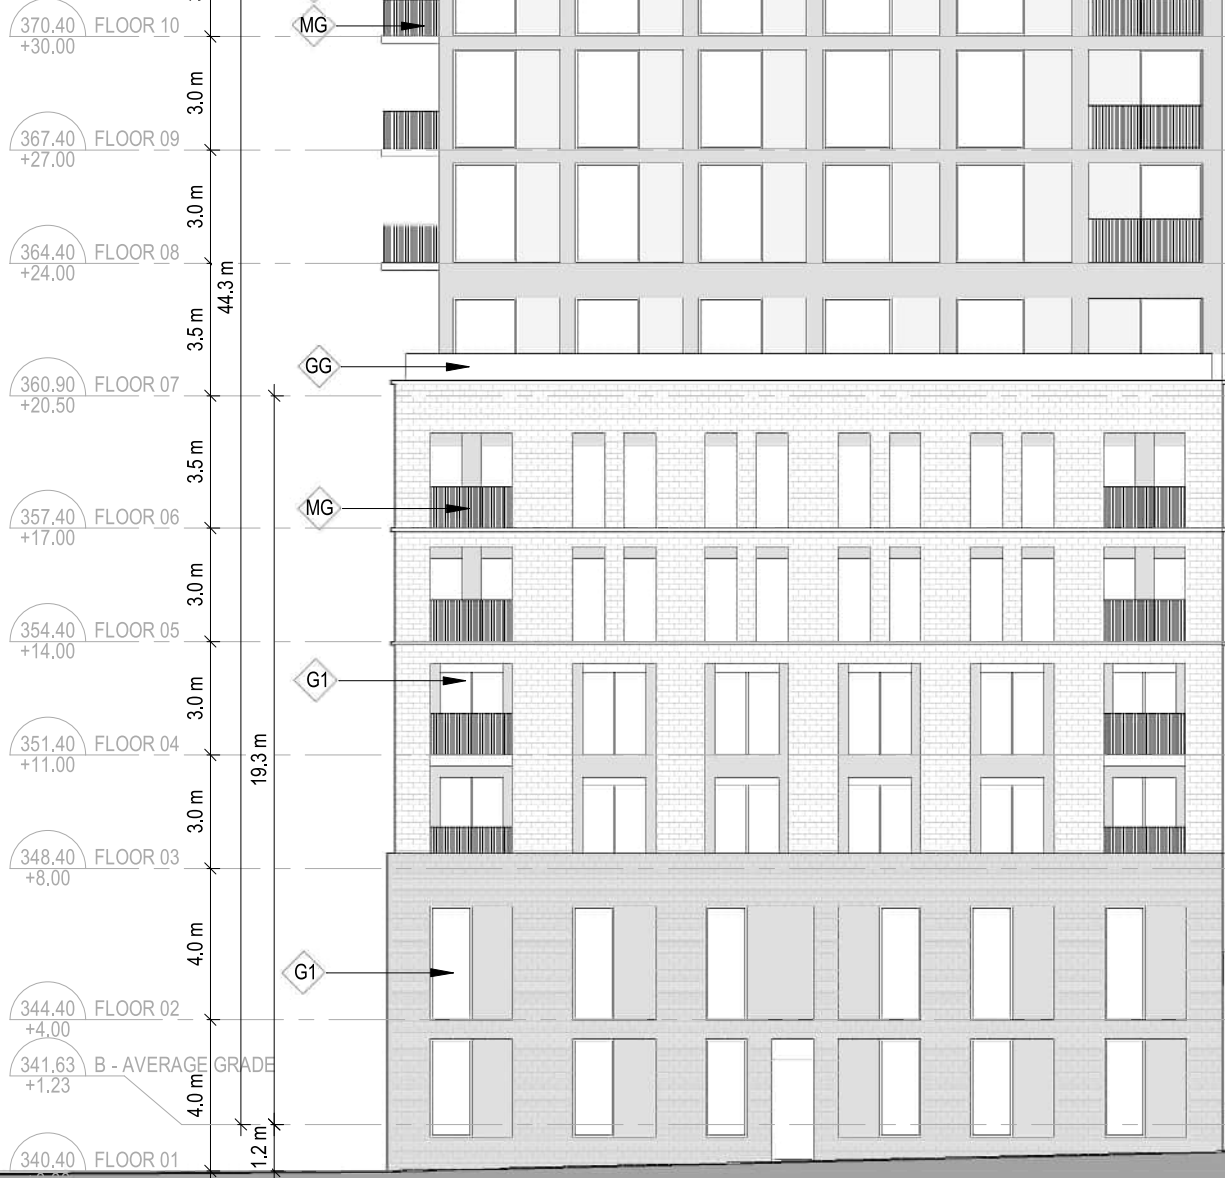 370.40 FLOOR 10
+30.00
MG
3.0 m
367.40 FLOOR 09
+27.00
3.0 m
364.40 FLOOR 08
+24.00
44.3 m
3.5 m
GG
360.90 FLOOR 07
+20.50
3.5 m
MG
357.40 FLOOR 06
+17.00
3.0 m
354.40 FLOOR 05
+14.00
G1
3.0 m
351.40 FLOOR 04
+11.00
19.3 m
3.0 m
348.40 FLOOR 03
+8.00
4.0 m
G1
344.40 FLOOR 02
+4.00
341.63 B - AVERAGE GRADE
+1.23
4.0 m
1.2 m
340.40 FLOOR 01